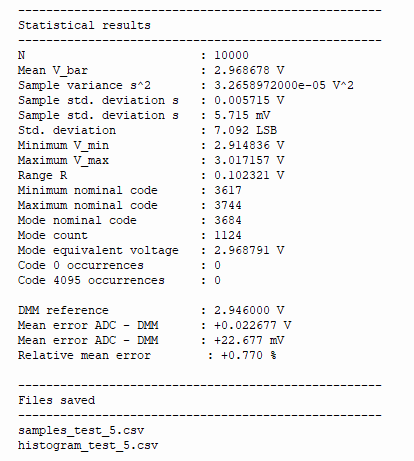 ----------------------------------------------------
Statistical results
----------------------------------------------------
N                        : 10000
Mean V_bar               : 2.968678 V
Sample variance s^2      : 3.2658972000e-05 V^2
Sample std. deviation s  : 0.005715 V
Sample std. deviation s  : 5.715 mV
Std. deviation           : 7.092 LSB
Minimum V_min            : 2.914836 V
Maximum V_max            : 3.017157 V
Range R                  : 0.102321 V
Minimum nominal code     : 3617
Maximum nominal code     : 3744
Mode nominal code        : 3684
Mode count               : 1124
Mode equivalent voltage  : 2.968791 V
Code 0 occurrences       : 0
Code 4095 occurrences    : 0

DMM reference            : 2.946000 V
Mean error ADC - DMM     : +0.022677 V
Mean error ADC - DMM     : +22.677 mV
Relative mean error       : +0.770 %

----------------------------------------------------
Files saved
----------------------------------------------------
samples_test_5.csv
histogram_test_5.csv